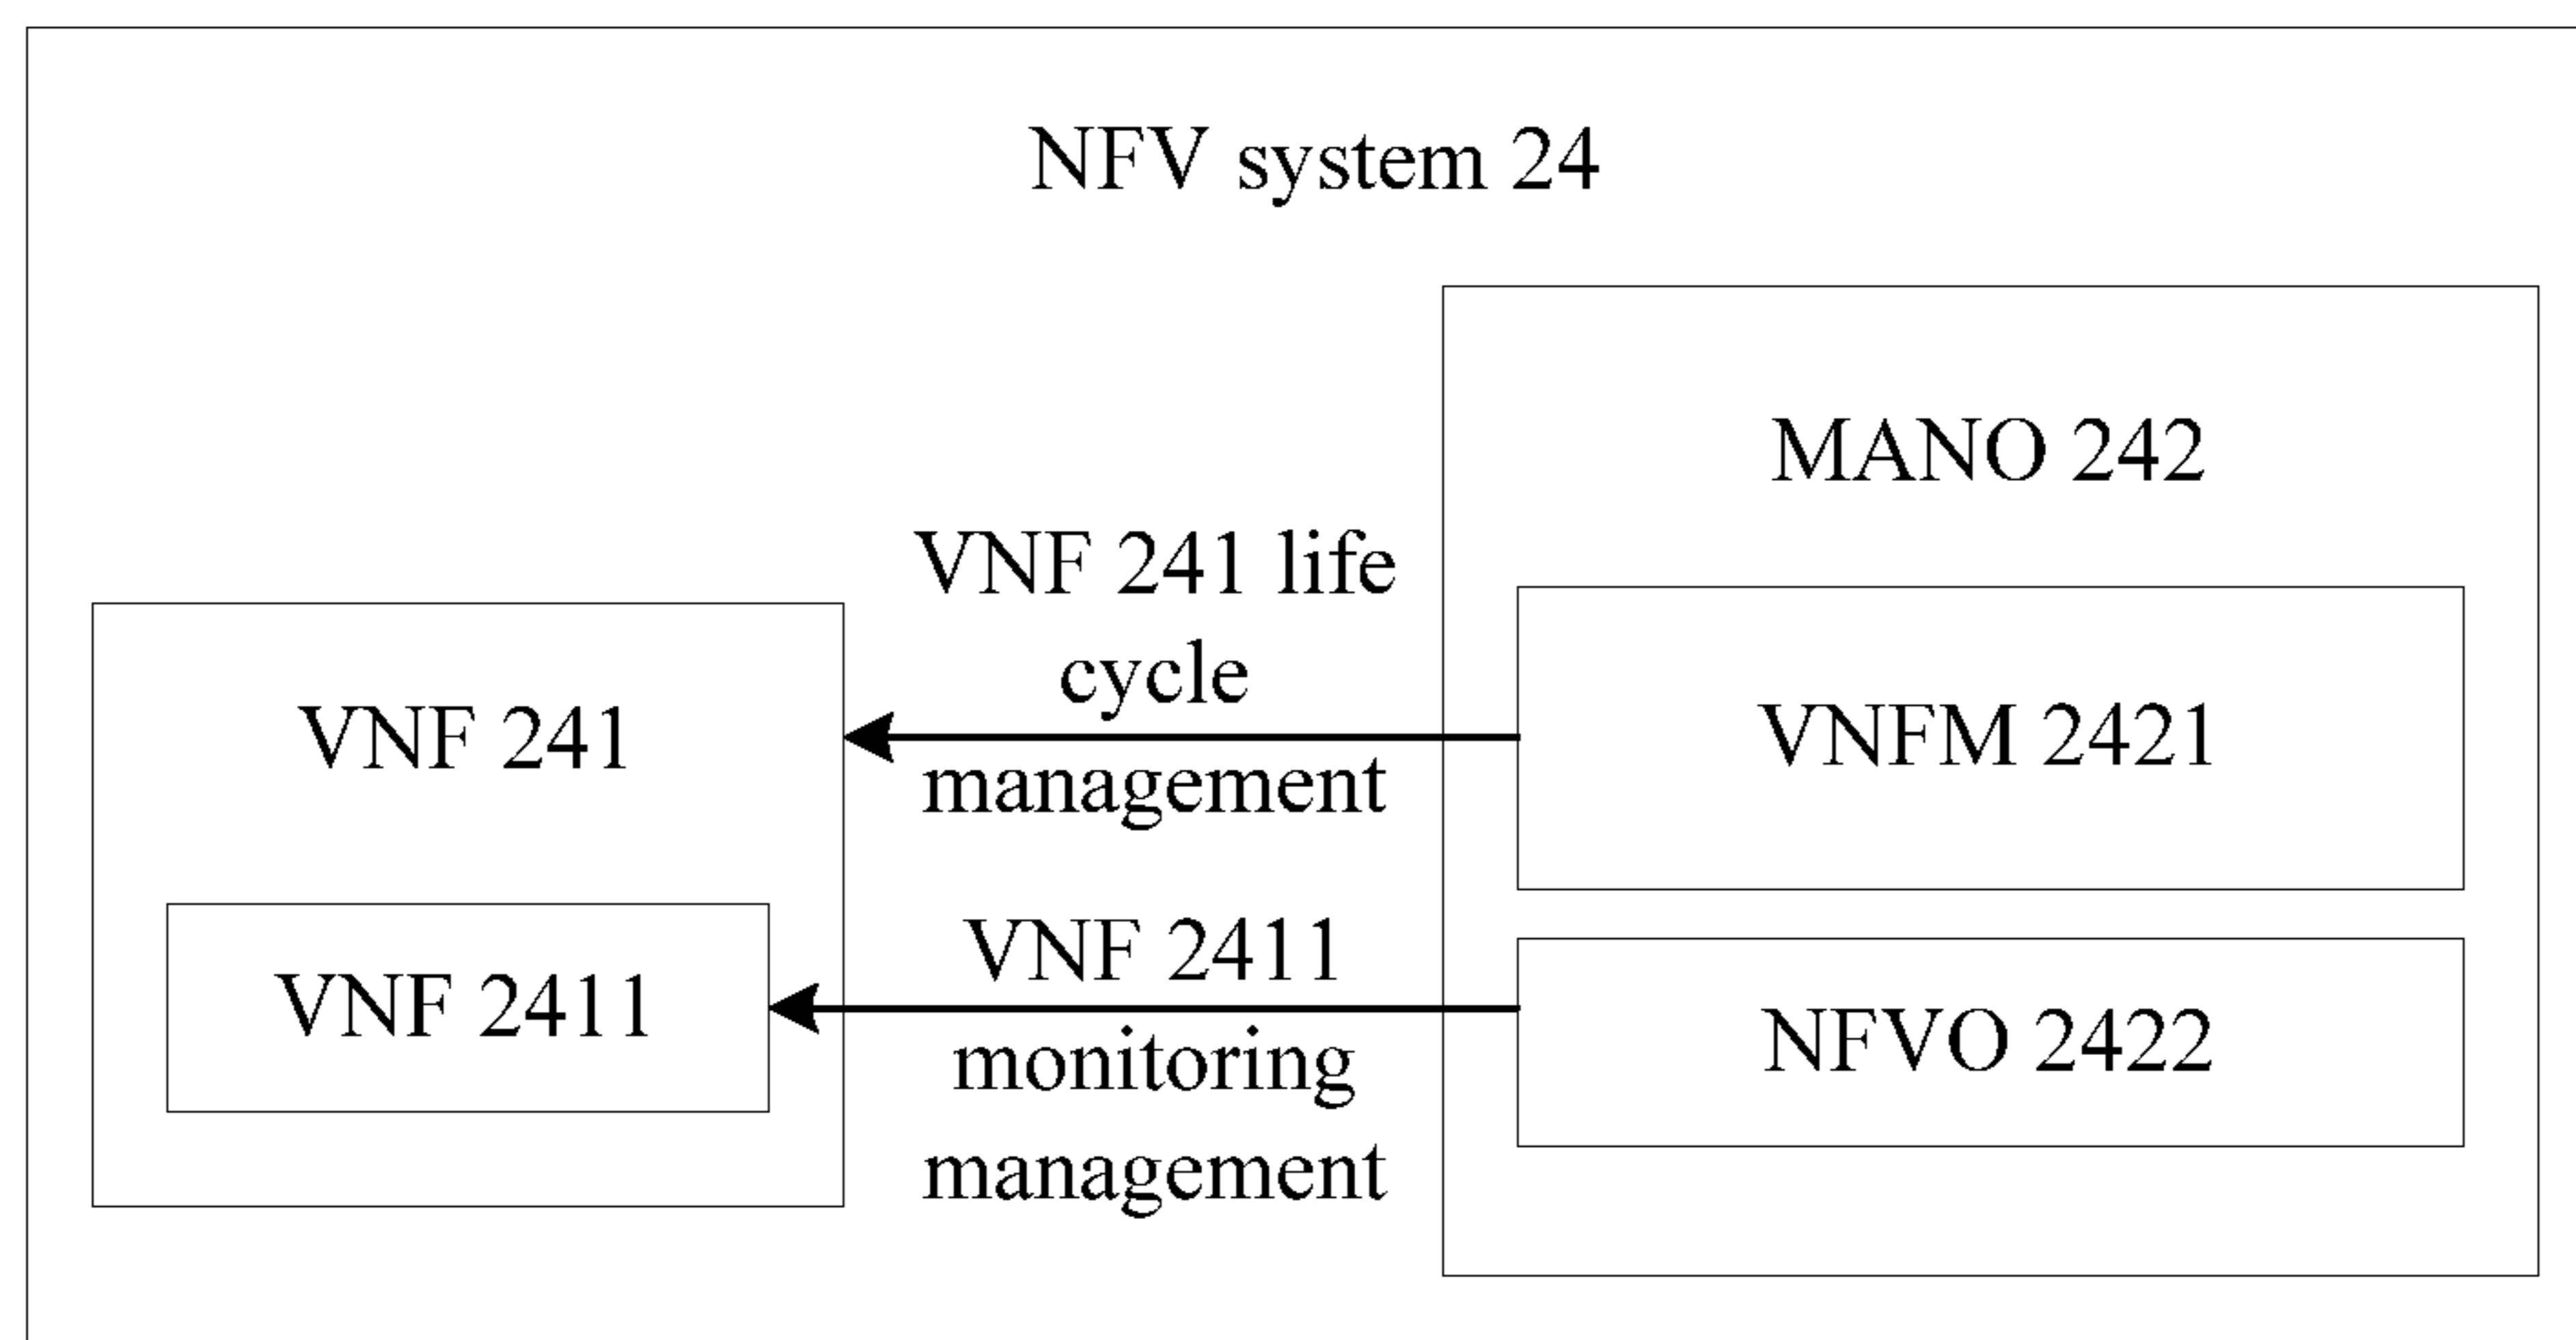 NFV system 24
MANO 242
VNF 241 life
cycle
management
VNF 241
VNFM 2421
VNF 2411
monitoring
management
VNF 2411
NFVO 2422